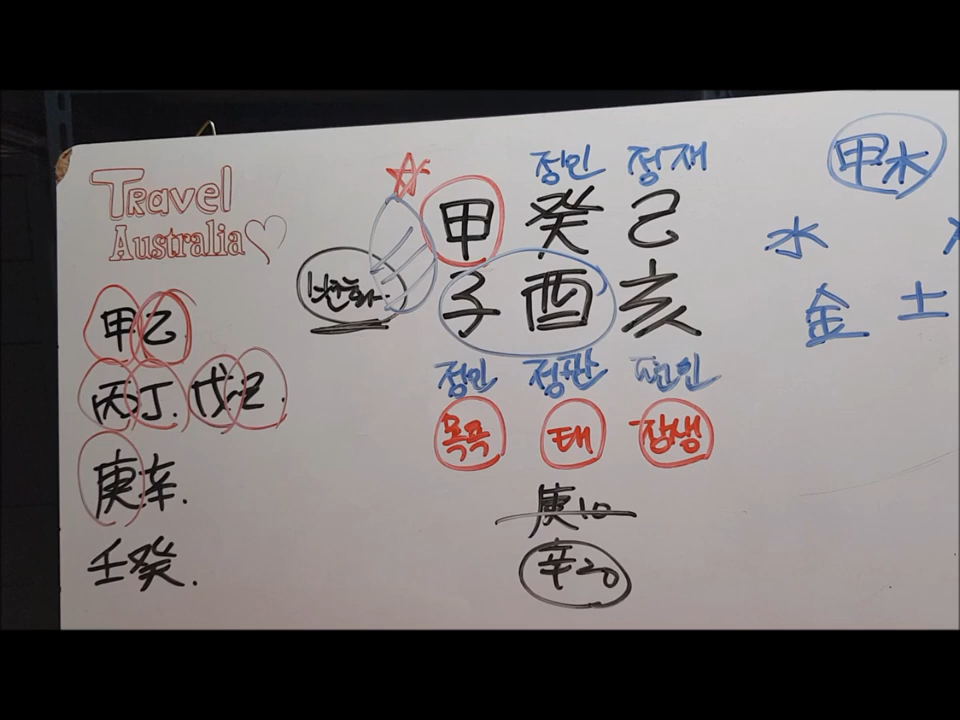 Travel
Australia
甲乙
丙丁. 戊己.
庚辛.
壬癸.
정인 정재
甲癸己
子酉亥
정인 정관 편인
목욕 태 장생
庚10
辛20
甲木
水
金 土